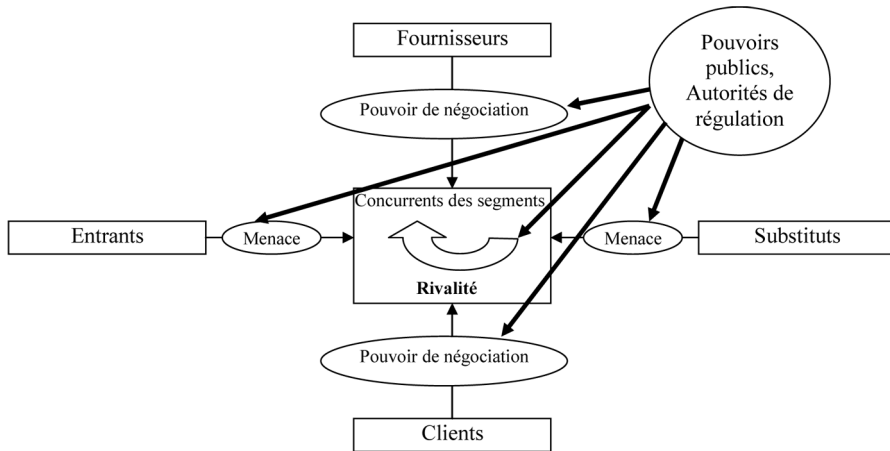 Fournisseurs
Pouvoirs
publics,
Autorités de
régulation
Pouvoir de négociation
Concurrents des segments
Entrants
Menace
Menace
Substituts
Rivalité
Pouvoir de négociation
Clients